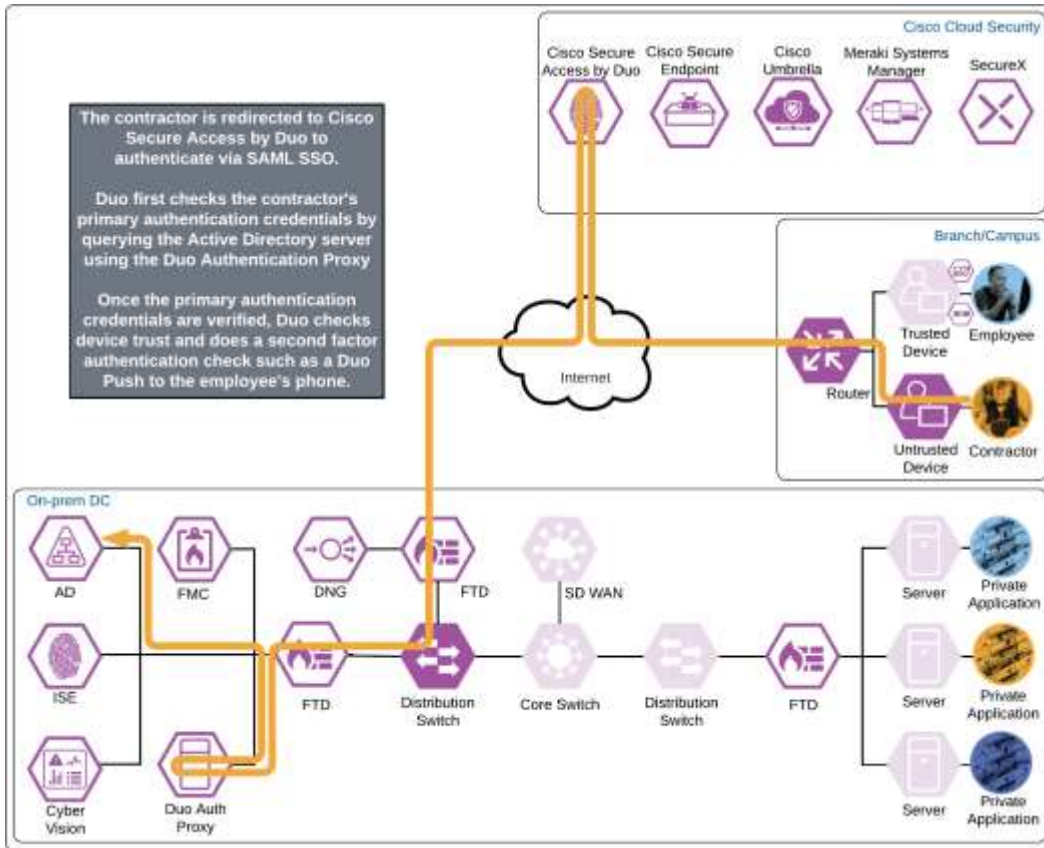 Cisco Cloud Security
Cisco Secure
Access by Duo
Cisco Secure
Endpoint
Cisco
Umbrella
Meraki Systems
Manager
SecureX
The contractor is redirected to Cisco
Secure Access by Duo to
authenticate via SAML SSO.
Duo first checks the contractor's
primary authentication credentials by
querying the Active Directory server
using the Duo Authentication Proxy
Once the primary authentication
credentials are verified, Duo checks
device trust and does a second factor
authentication check such as a Duo
Push to the employee's phone.
Branch/Campus
Trusted
Device
Employee
Internet
Router
Untrusted
Device
Contractor
On-prem DC
AD
FMC
DNG
FTD
SD WAN
Server
Private
Application
ISE
FTD
Distribution
Switch
Core Switch
Distribution
Switch
FTD
Server
Private
Application
Cyber
Vision
Duo Auth
Proxy
Server
Private
Application